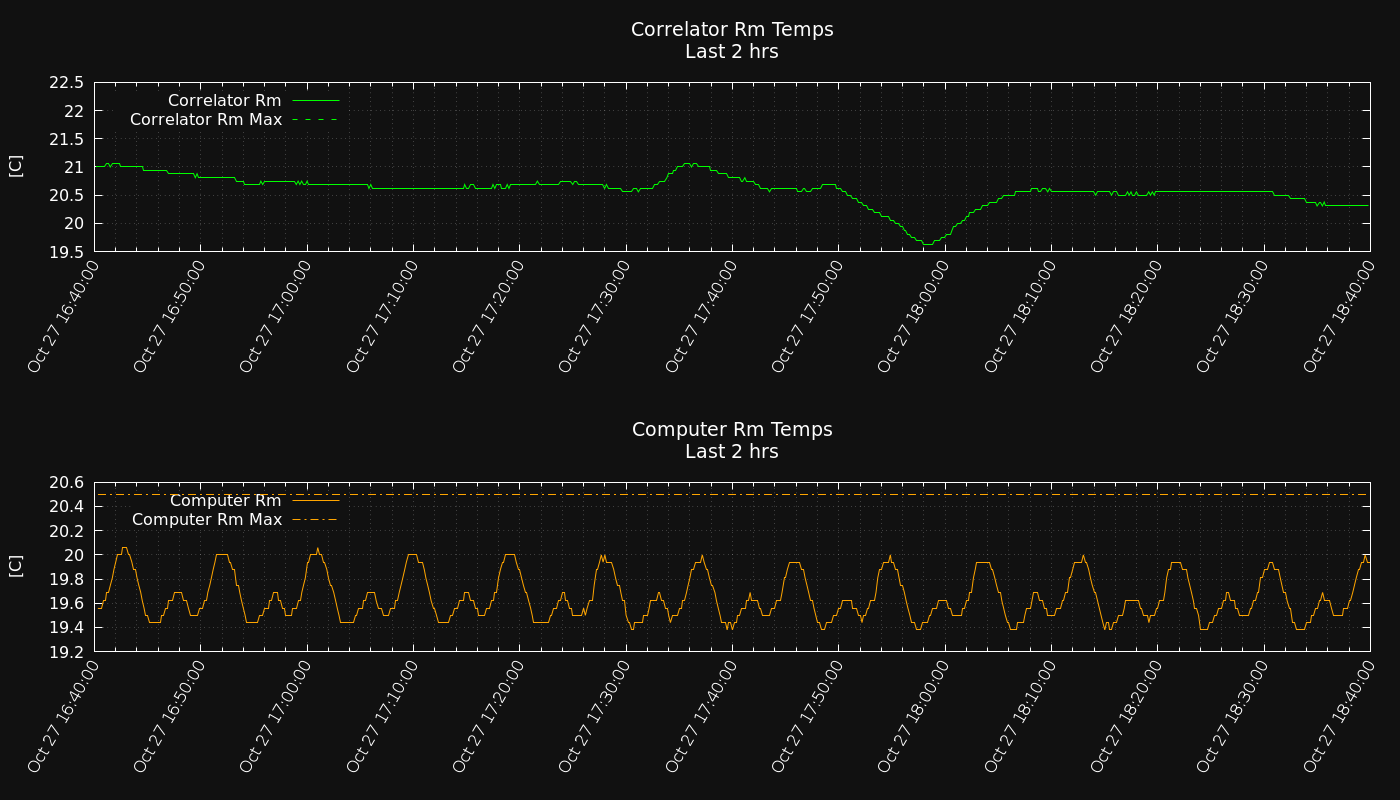 Correlator Rm Temps
Last 2 hrs
22.5
22
21.5
21
20.5
20
19.5
[C]
Correlator Rm
Correlator Rm Max
Oct 27 16:40:00
Oct 27 16:50:00
Oct 27 17:00:00
Oct 27 17:10:00
Oct 27 17:20:00
Oct 27 17:30:00
Oct 27 17:40:00
Oct 27 17:50:00
Oct 27 18:00:00
Oct 27 18:10:00
Oct 27 18:20:00
Oct 27 18:30:00
Oct 27 18:40:00
Computer Rm Temps
Last 2 hrs
20.6
20.4
20.2
20
19.8
19.6
19.4
19.2
[C]
Computer Rm
Computer Rm Max
Oct 27 16:40:00
Oct 27 16:50:00
Oct 27 17:00:00
Oct 27 17:10:00
Oct 27 17:20:00
Oct 27 17:30:00
Oct 27 17:40:00
Oct 27 17:50:00
Oct 27 18:00:00
Oct 27 18:10:00
Oct 27 18:20:00
Oct 27 18:30:00
Oct 27 18:40:00